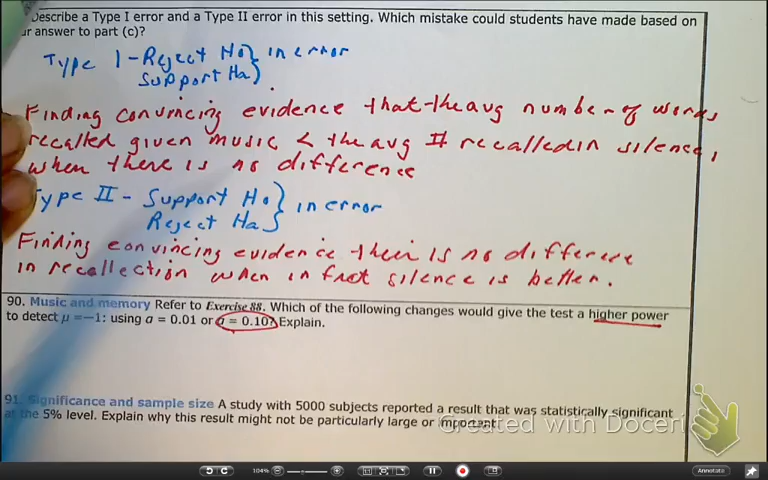 Describe a Type I error and a Type II error in this setting. Which mistake could students have made based on
ur answer to part (c)?
Type I - Reject Ho } in error
Support Ha
Finding convincing evidence that the avg number of words
recalled given music < the avg # recalled in silence,
when there is no difference
Type II - Support Ho } in error
Reject Ha
Finding convincing evidence their is no difference
in recollection when in fact silence is better.
90. Music and memory Refer to Exercise 88. Which of the following changes would give the test a higher power
to detect μ = −1: using α = 0.01 or α = 0.10? Explain.
91. Significance and sample size A study with 5000 subjects reported a result that was statistically significant
at the 5% level. Explain why this result might not be particularly large or important
Created with Doceri
104%
Annotate